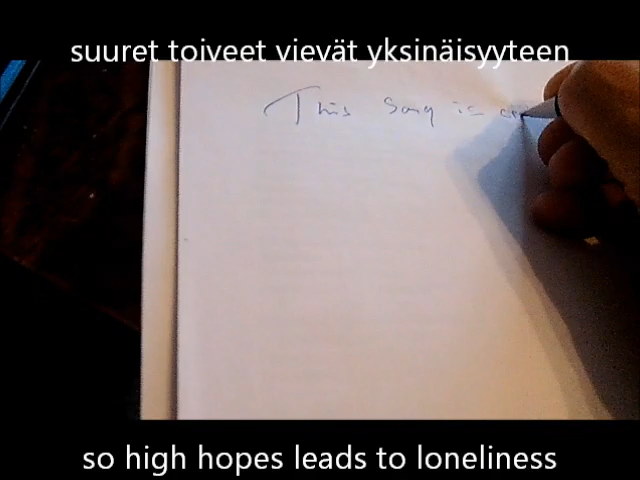 suuret toiveet vievät yksinäisyyteen
This Song is
so high hopes leads to loneliness